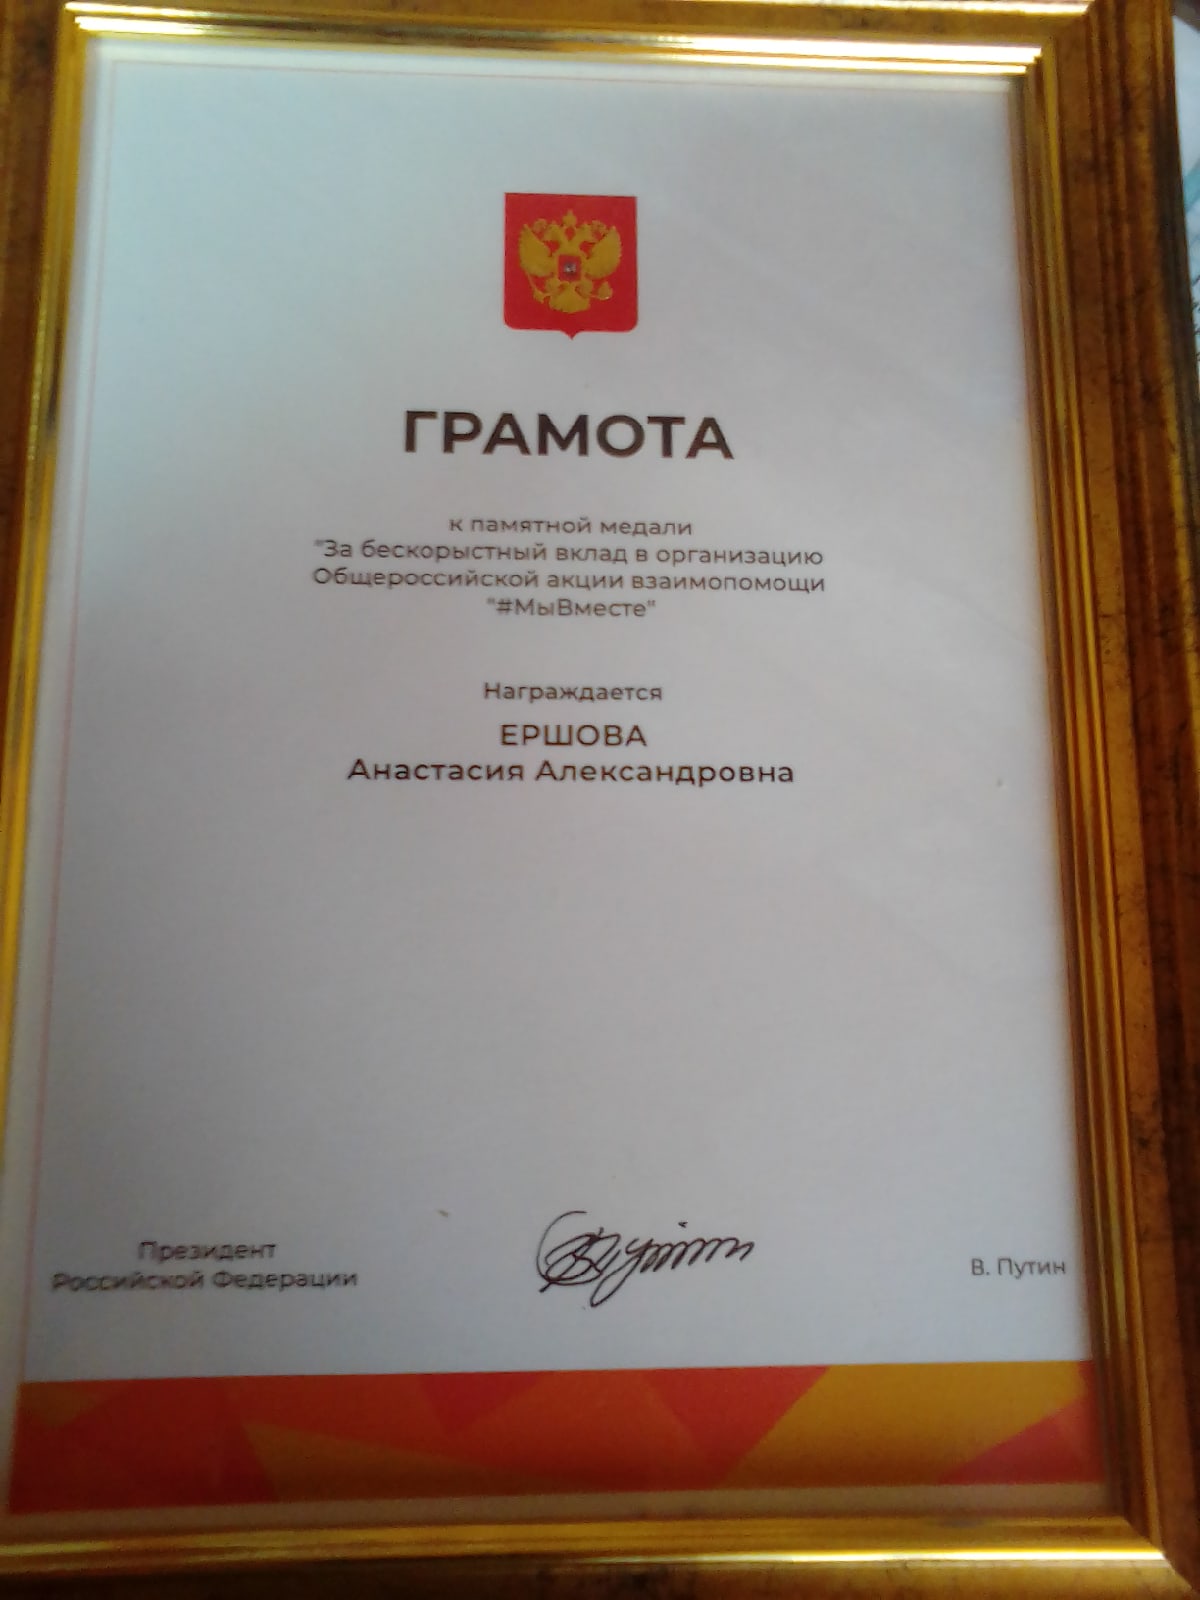 ГРАМОТА
к памятной медали
"За бескорыстный вклад в организацию
Общероссийской акции взаимопомощи
"#МыВместе"
Награждается
ЕРШОВА
Анастасия Александровна
Президент
Российской Федерации
В. Путин